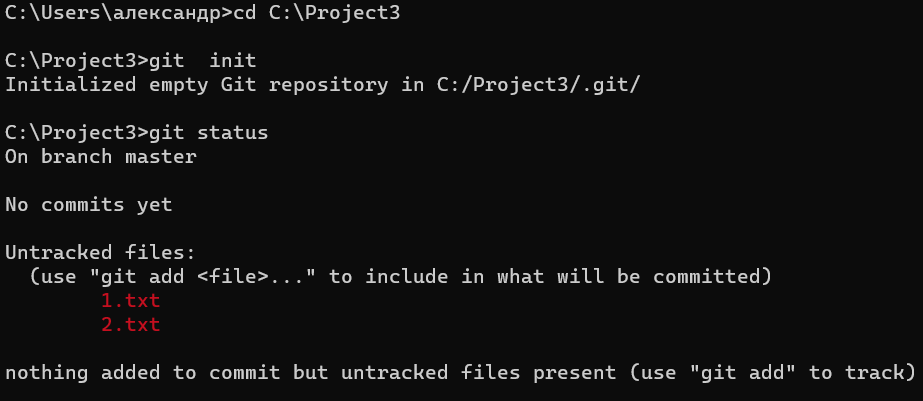 C:\Users\александр>cd C:\Project3
C:\Project3>git  init
Initialized empty Git repository in C:/Project3/.git/
C:\Project3>git status
On branch master
No commits yet
Untracked files:
  (use "git add <file>..." to include in what will be committed)
        1.txt
        2.txt
nothing added to commit but untracked files present (use "git add" to track)